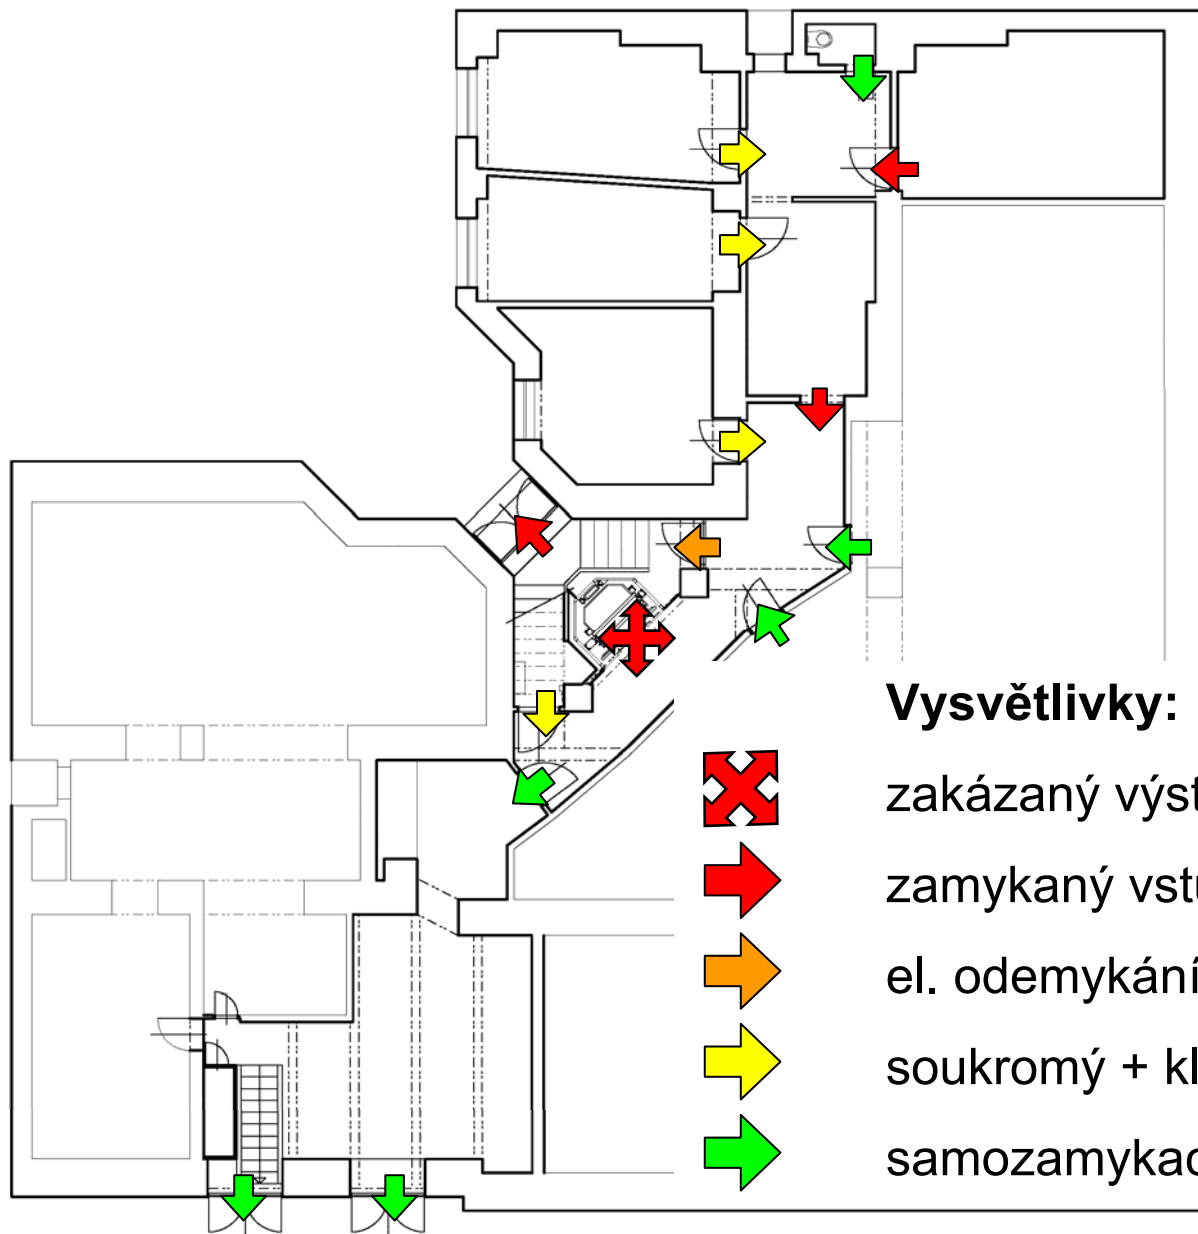 Vysvětlivky:
zakázaný výst
zamykaný vstu
el. odemykání
soukromý + kl
samozamykac